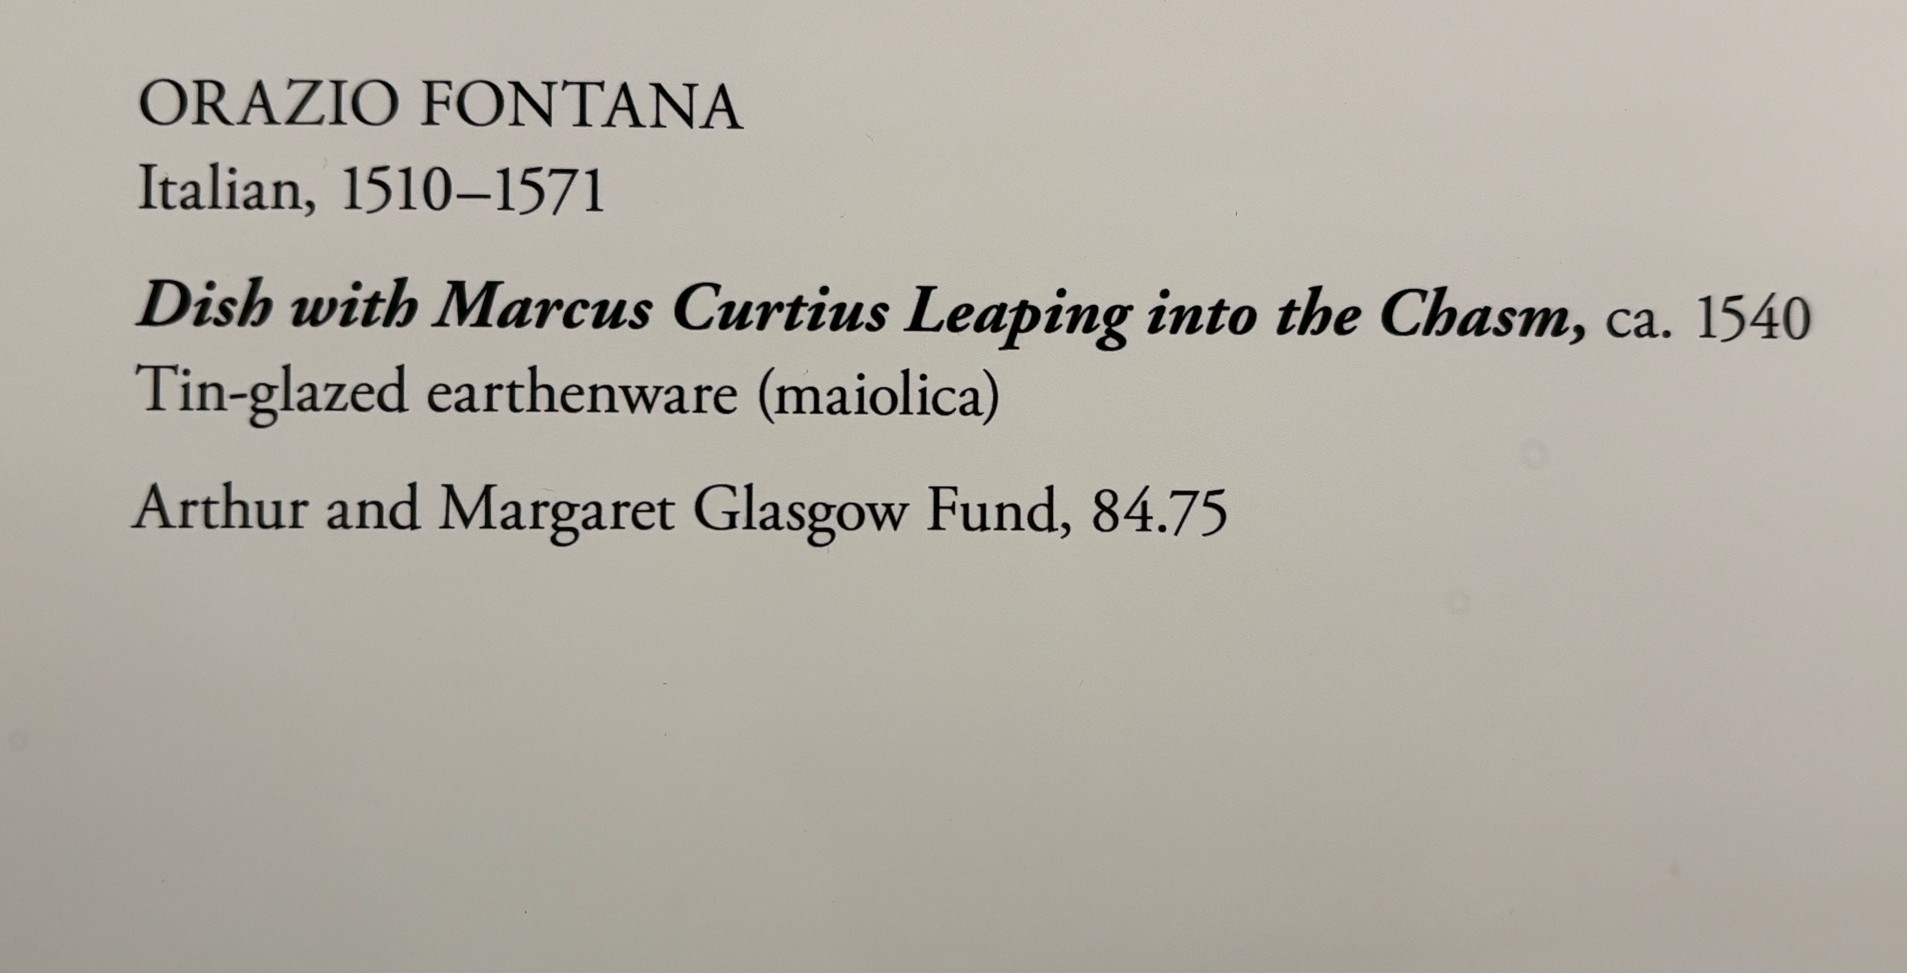 ORAZIO FONTANA
Italian, 1510–1571
Dish with Marcus Curtius Leaping into the Chasm, ca. 1540
Tin-glazed earthenware (maiolica)
Arthur and Margaret Glasgow Fund, 84.75